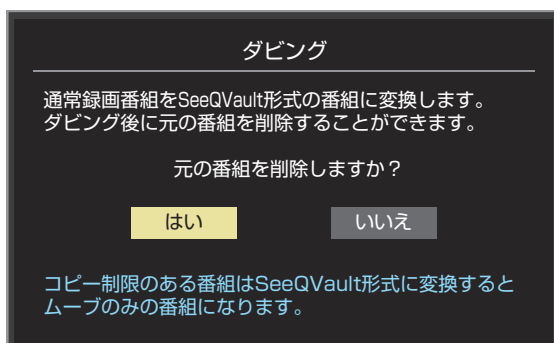 ダビング
通常録画番組をSeeQVault形式の番組に変換します。
ダビング後に元の番組を削除することができます。
元の番組を削除しますか？
はい
いいえ
コピー制限のある番組はSeeQVault形式に変換すると
ムーブのみの番組になります。